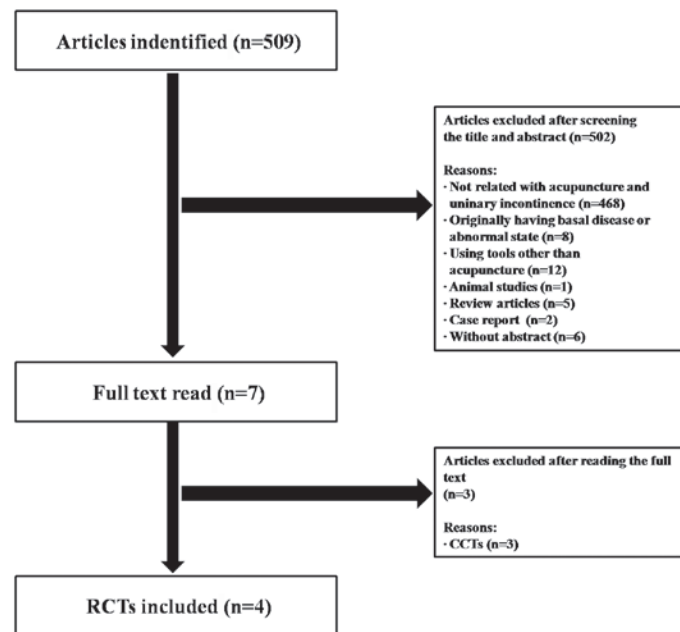 Articles indentified (n=509)
Articles excluded after screening
the title and abstract (n=502)
Reasons:
· Not related with acupuncture and
uninary incontinence (n=468)
· Originally having basal disease or
abnormal state (n=8)
· Using tools other than
acupuncture (n=12)
· Animal studies (n=1)
· Review articles (n=5)
· Case report (n=2)
· Without abstract (n=6)
Full text read (n=7)
Articles excluded after reading the full
text
(n=3)
Reasons:
· CCTs (n=3)
RCTs included (n=4)